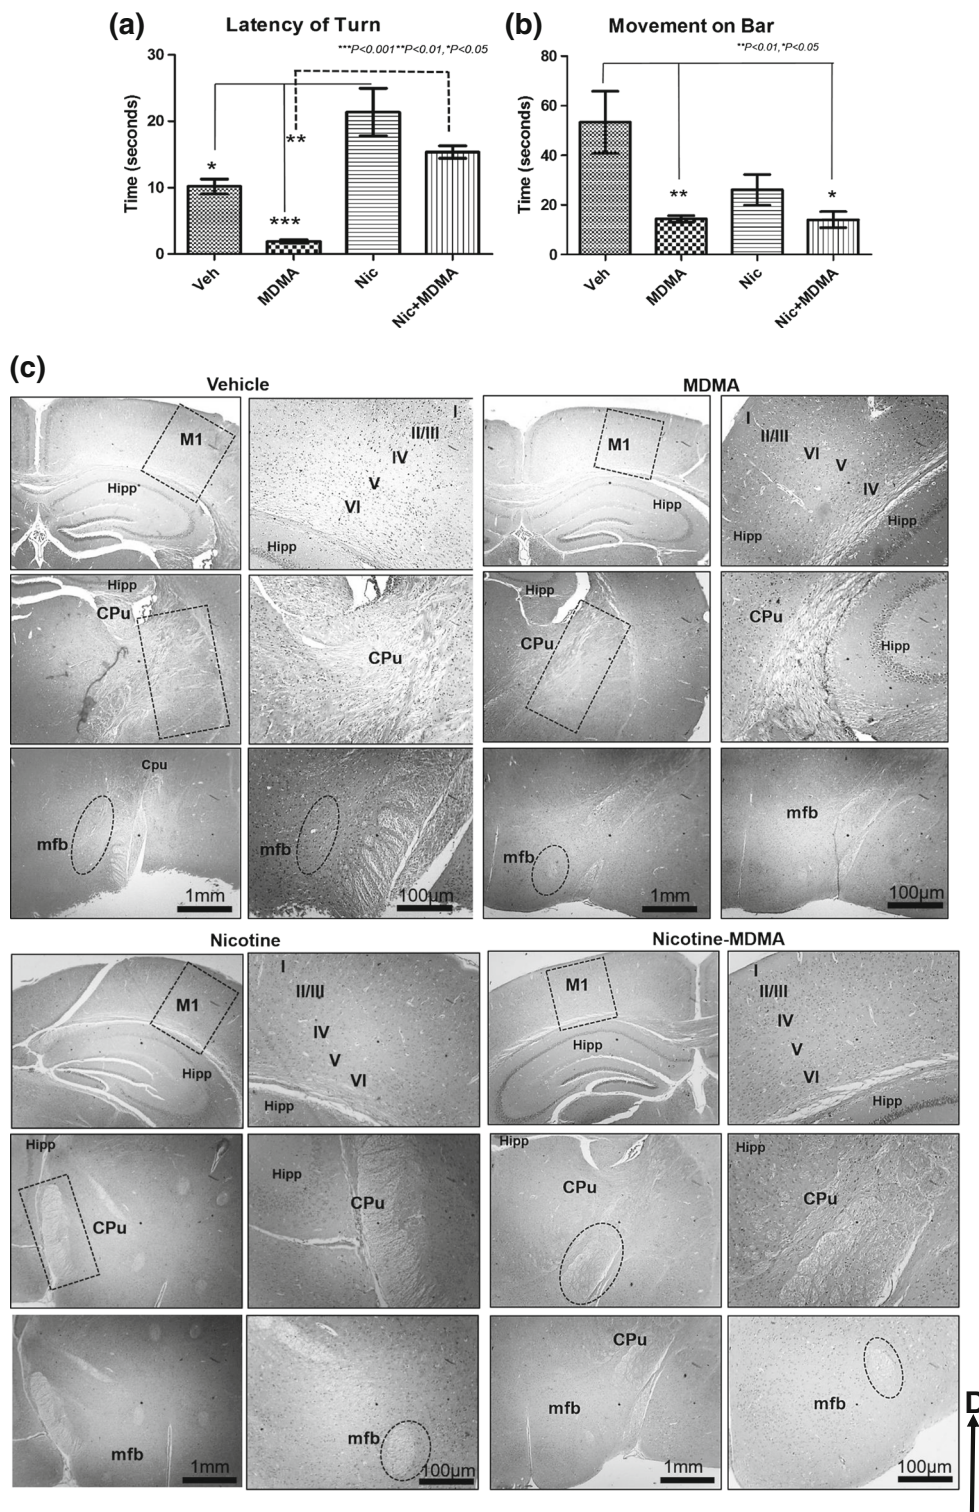 (a)
Latency of Turn
***P<0.001**P<0.01,*P<0.05
Time (seconds)
30
20
10
0
*
***
**
Veh
MDMA
Nic
Nic+MDMA
(b)
Movement on Bar
**P<0.01,*P<0.05
Time (seconds)
80
60
40
20
0
**
*
Veh
MDMA
Nic
Nic+MDMA
(c)
Vehicle
M1
Hipp
I
II/III
IV
V
VI
Hipp
Hipp
CPu
CPu
Cpu
mfb
1mm
mfb
100µm
MDMA
M1
Hipp
I
II/III
VI
V
IV
Hipp
Hipp
Hipp
CPu
CPu
Hipp
mfb
1mm
mfb
100µm
Nicotine
M1
Hipp
I
II/III
IV
V
VI
Hipp
Hipp
CPu
Hipp
CPu
mfb
1mm
mfb
100µm
Nicotine-MDMA
M1
Hipp
I
II/III
IV
V
VI
Hipp
Hipp
CPu
Hipp
CPu
CPu
mfb
1mm
mfb
100µm
D